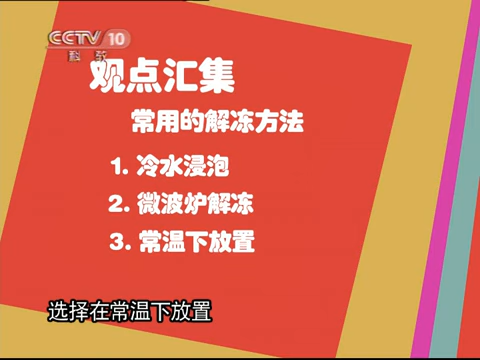 CCTV 10
科教
观点汇集
常用的解冻方法
1. 冷水浸泡
2. 微波炉解冻
3. 常温下放置
选择在常温下放置